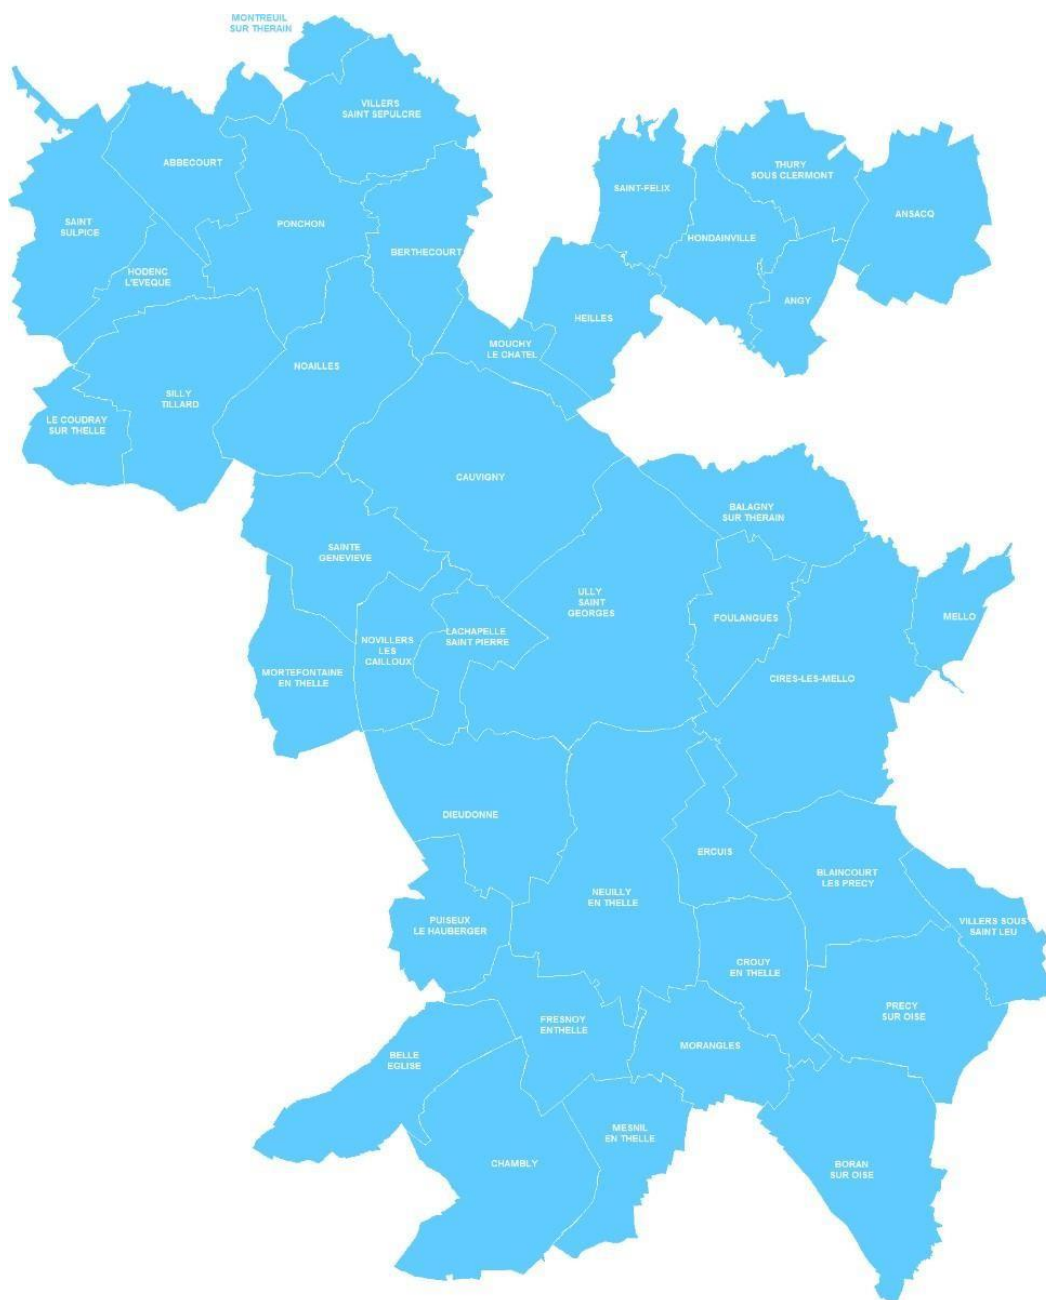 MONTREUIL
SUR THERAIN
VILLERS
SAINT SEPULCRE
ABBECOURT
THURY
SOUS CLERMONT
SAINT-FELIX
ANSACQ
SAINT
SULPICE
PONCHON
HONDAINVILLE
BERTHECOURT
HODENC
L'EVEQUE
ANGY
HEILLES
MOUCHY
LE CHATEL
NOAILLES
SILLY
TILLARD
LE COUDRAY
SUR THELLE
CAUVIGNY
BALAGNY
SUR THERAIN
SAINTE
GENEVIEVE
ULLY
SAINT
GEORGES
FOULANGUES
MELLO
LACHAPELLE
SAINT PIERRE
NOVILLERS
LES
CAILLOUX
MORTEFONTAINE
EN THELLE
CIRES-LES-MELLO
DIEUDONNE
ERCUIS
BLAINCOURT
LES PRECY
NEUILLY
EN THELLE
PUISEUX
LE HAUBERGER
VILLERS SOUS
SAINT LEU
CROUY
EN THELLE
PRECY
SUR OISE
FRESNOY
ENTHELLE
MORANGLES
BELLE
EGLISE
MESNIL
EN THELLE
CHAMBLY
BORAN
SUR OISE